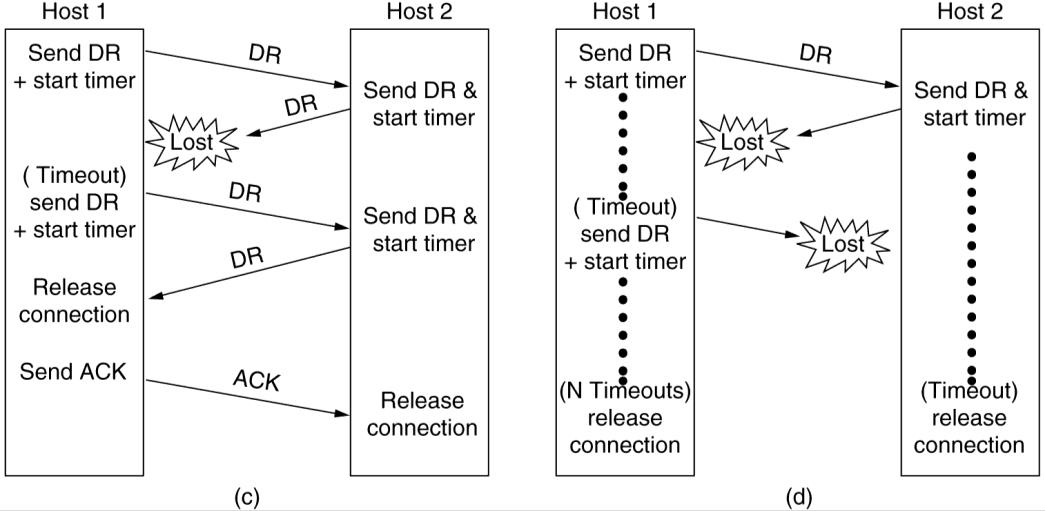 Host 1
Host 2
Send DR
+ start timer
DR
Send DR &
start timer
DR
Lost
( Timeout)
send DR
+ start timer
DR
Send DR &
start timer
DR
Release
connection
Send ACK
ACK
Release
connection
(c)
Host 1
Host 2
Send DR
+ start timer
DR
Send DR &
start timer
Lost
( Timeout)
send DR
+ start timer
Lost
(N Timeouts)
release
connection
(Timeout)
release
connection
(d)